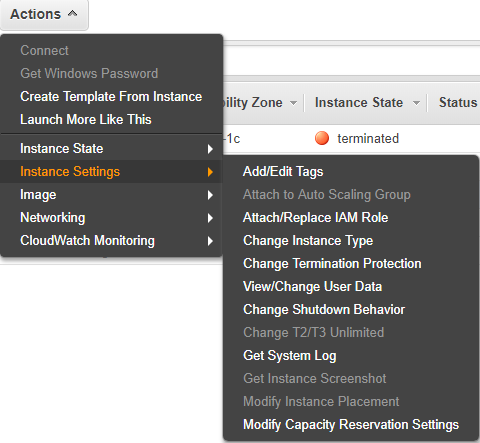 Actions
Connect
Get Windows Password
Create Template From Instance
Launch More Like This
Instance State
Instance Settings
Image
Networking
CloudWatch Monitoring
Zone
Instance State
Status
-1c
terminated
Add/Edit Tags
Attach to Auto Scaling Group
Attach/Replace IAM Role
Change Instance Type
Change Termination Protection
View/Change User Data
Change Shutdown Behavior
Change T2/T3 Unlimited
Get System Log
Get Instance Screenshot
Modify Instance Placement
Modify Capacity Reservation Settings